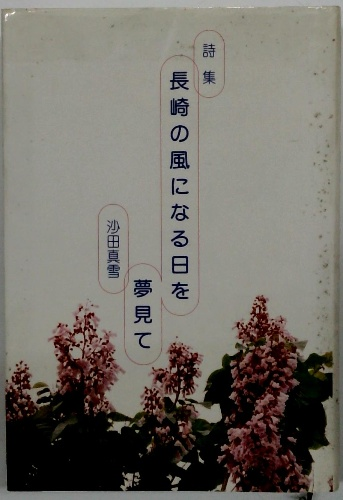 詩集
長崎の風になる日を
夢見て
沙田真雪